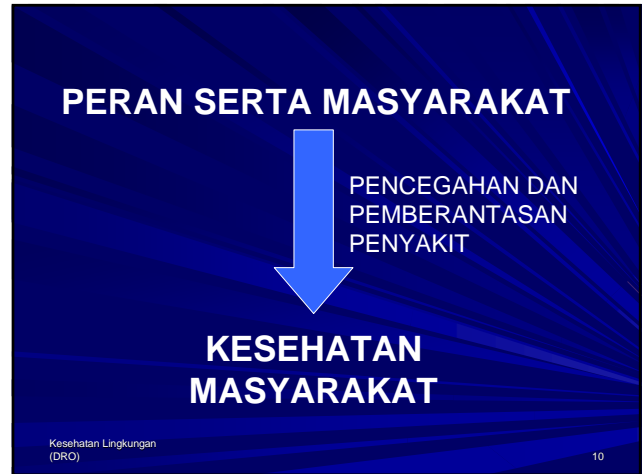 PERAN SERTA MASYARAKAT
PENCEGAHAN DAN
PEMBERANTASAN
PENYAKIT
KESEHATAN
MASYARAKAT
Kesehatan Lingkungan
(DRO)
10